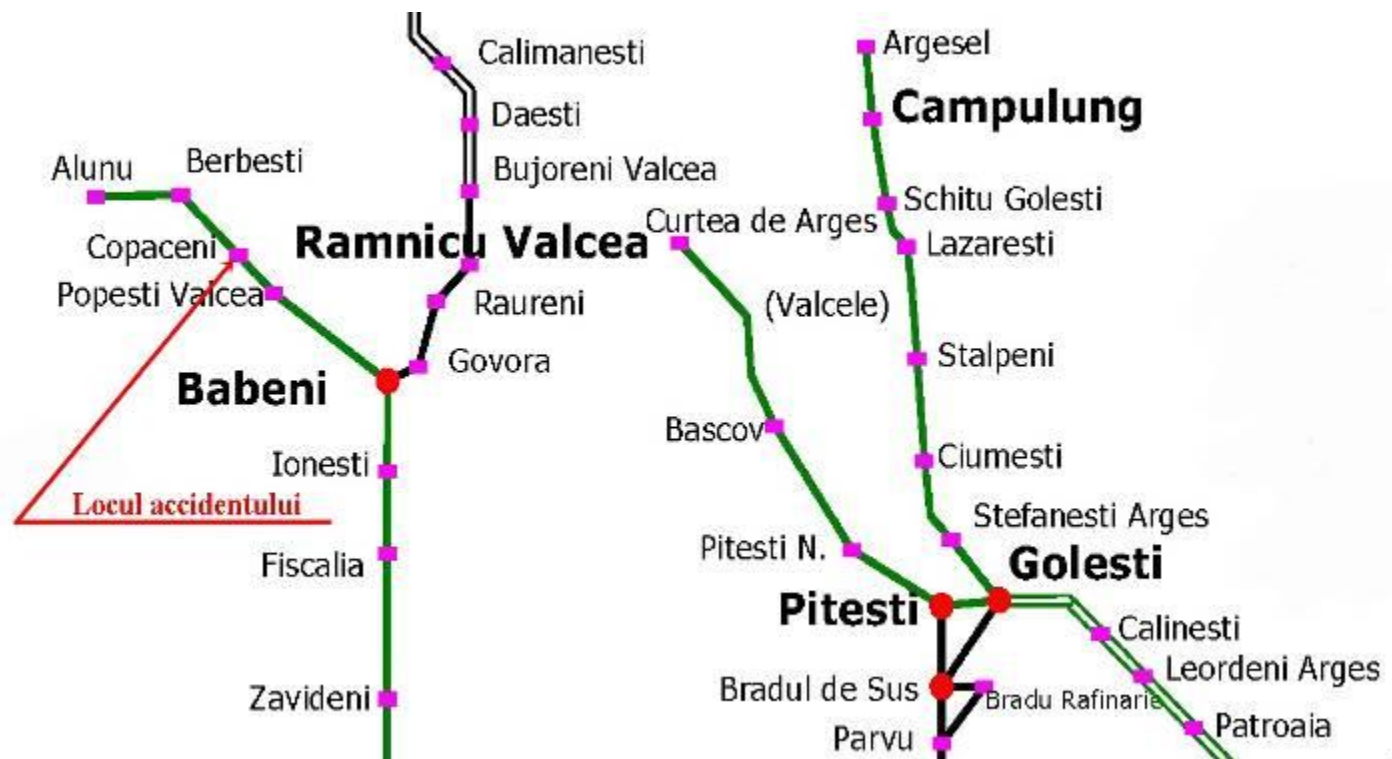 Calimanesti
Argesel
Campulung
Daesti
Alunu
Berbesti
Bujoreni Valcea
Schitu Golesti
Copaceni
Ramnicu Valcea
Curtea de Arges
Lazaresti
Popesti Valcea
Raureni
(Valcele)
Govora
Stalpeni
Babeni
Bascov
Ionesti
Ciumesti
Locul accidentului
Stefanesti Arges
Fiscalia
Pitesti N.
Golesti
Pitesti
Calinesti
Leordeni Arges
Zavideni
Bradul de Sus
Bradu Rafinarie
Patroaia
Parvu